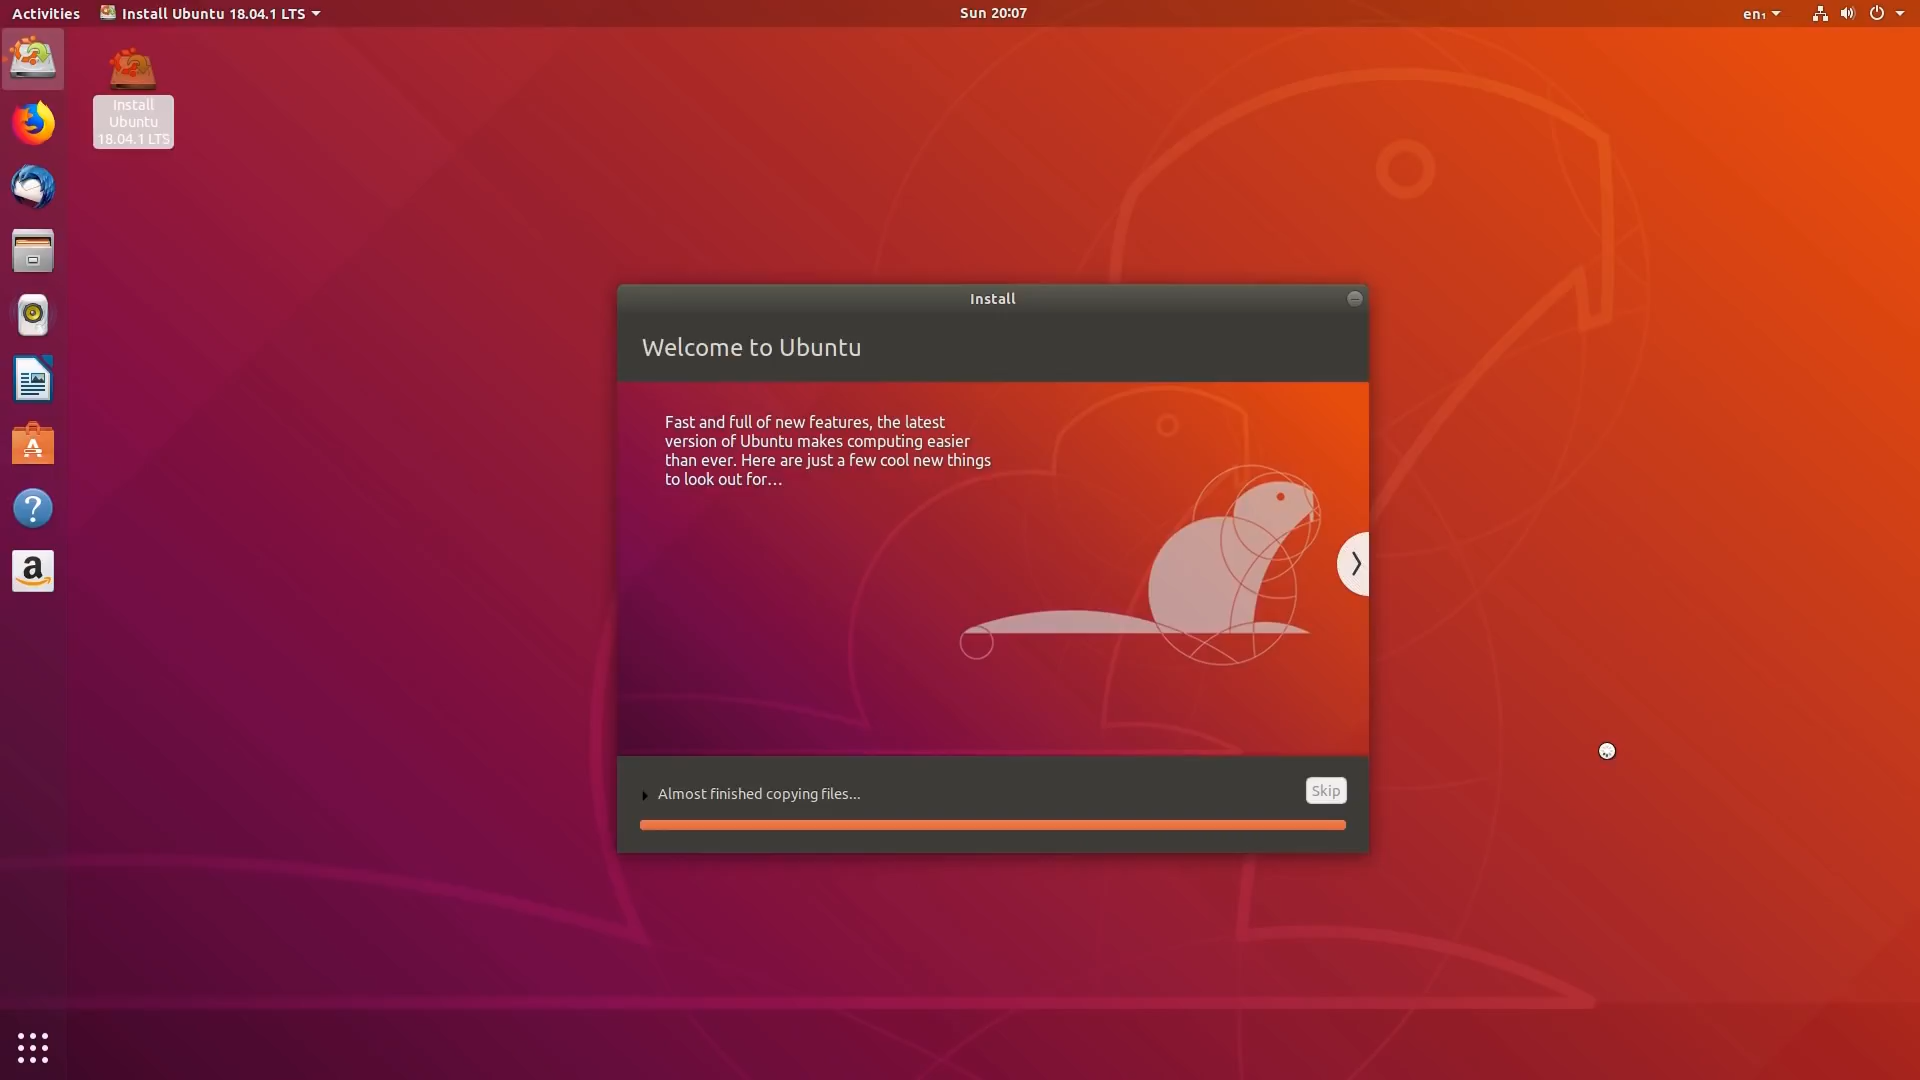 Activities
Install Ubuntu 18.04.1 LTS
Sun 20:07
en₁
Install
Ubuntu
18.04.1 LTS
Install
Welcome to Ubuntu
Fast and full of new features, the latest
version of Ubuntu makes computing easier
than ever. Here are just a few cool new things
to look out for…
Almost finished copying files...
Skip